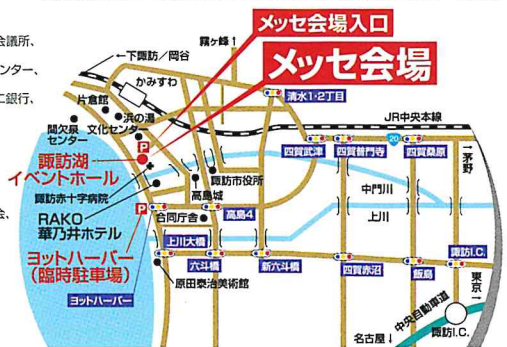 会議所、
ンター、
二銀行、
会、
メッセ会場入口
メッセ会場
霧ヶ峰↑
←下諏訪/岡谷
かみすわ
片倉館
浜の湯
間欠泉
センター
文化センター
清水1・2丁目
JR中央本線
20
P
四賀武津
四賀普門寺
四賀桑原
茅野
諏訪湖
イベントホール
諏訪赤十字病院
高島城
諏訪市役所
中門川
上川
RAKO
華乃井ホテル
P
合同庁舎
高島4
ヨットハーバー
(臨時駐車場)
上川大橋
六斗橋
新六斗橋
四賀赤沼
飯島
諏訪I.C.
ヨットハーバー
原田泰治美術館
東京
中央自動車道
名古屋
諏訪I.C.